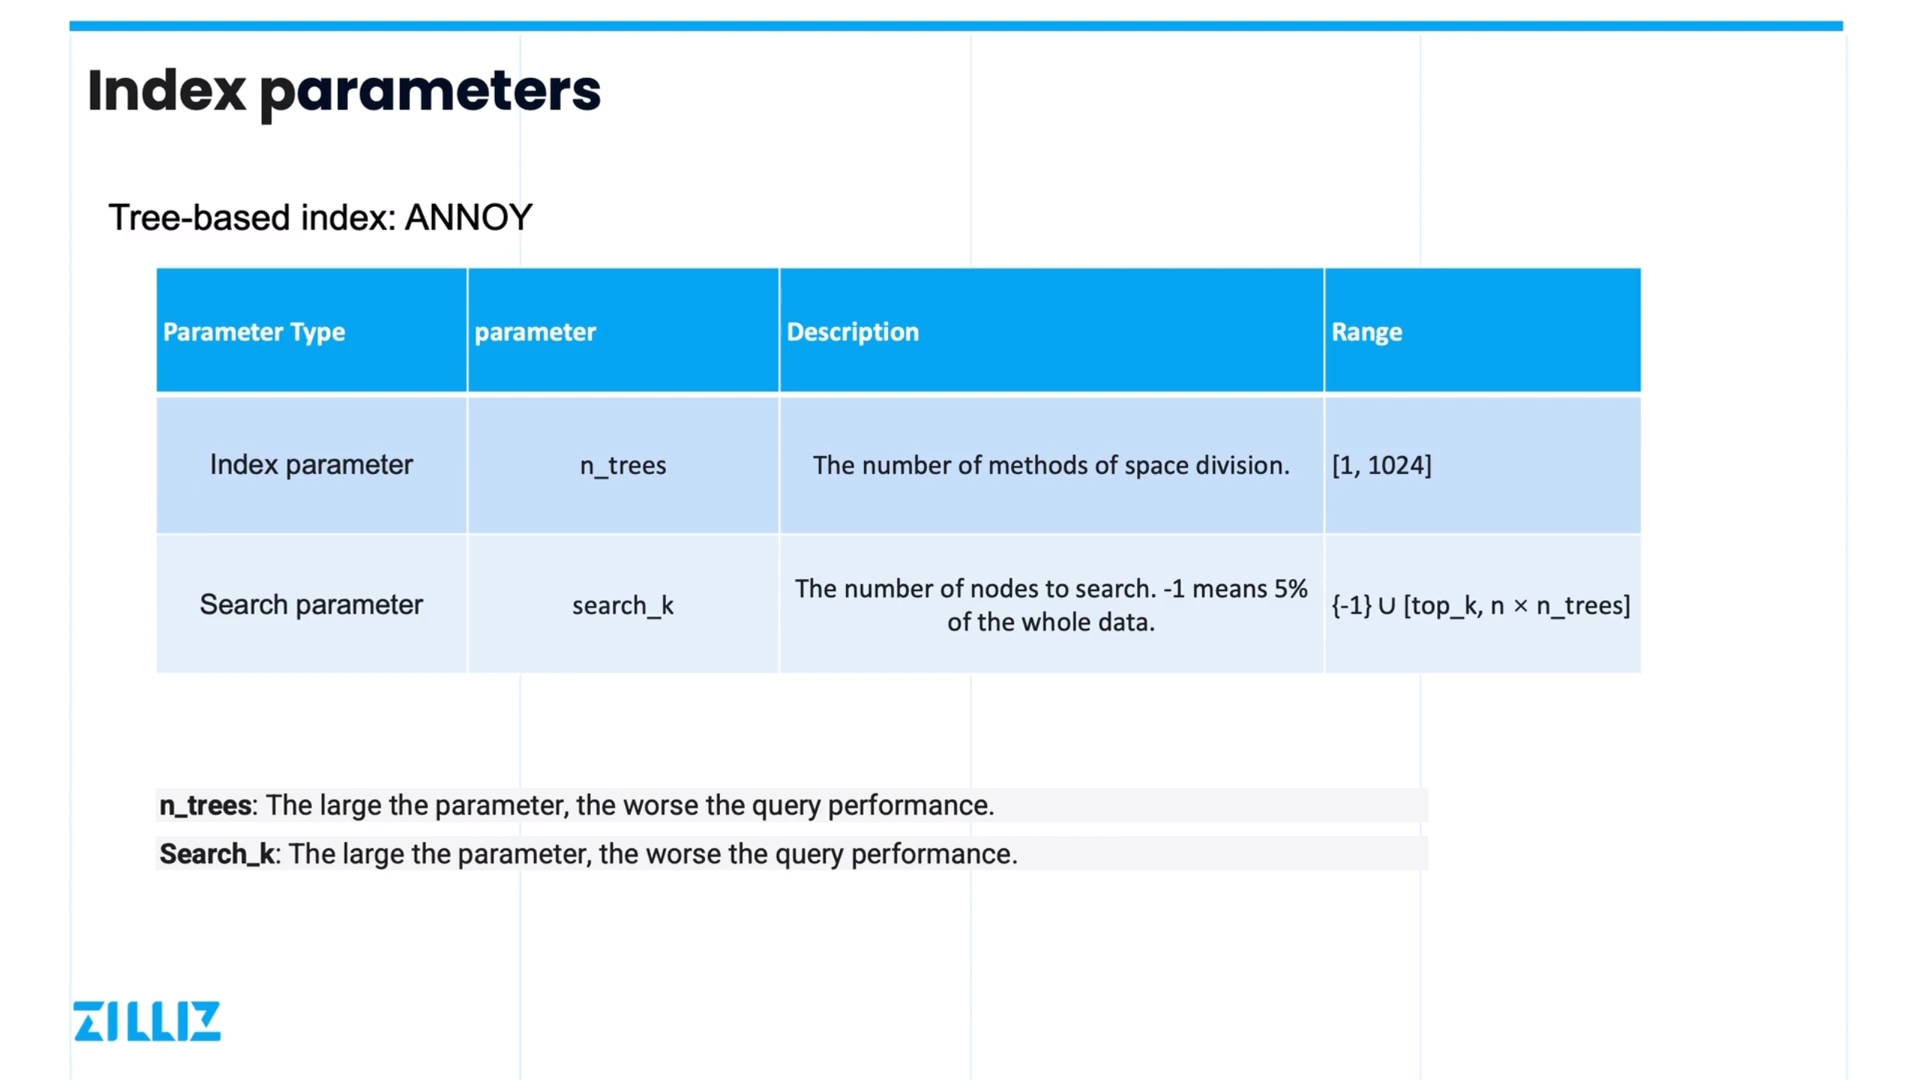 Index parameters
Tree-based index: ANNOY
Parameter Type parameter Description Range
Index parameter n_trees The number of methods of space division. [1, 1024]
Search parameter search_k The number of nodes to search. -1 means 5%
of the whole data. {-1} ∪ [top_k, n × n_trees]
n_trees: The large the parameter, the worse the query performance.
Search_k: The large the parameter, the worse the query performance.
ZILLIZ